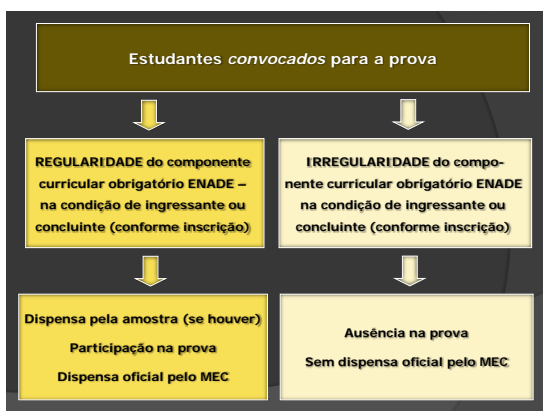 Estudantes convocados para a prova
REGULARIDADE do componente
curricular obrigatório ENADE –
na condição de ingressante ou
concluinte (conforme inscrição)
IRREGULARIDADE do compo-
nente curricular obrigatório ENADE
na condição de ingressante ou
concluinte (conforme inscrição)
Dispensa pela amostra (se houver)
Participação na prova
Dispensa oficial pelo MEC
Ausência na prova
Sem dispensa oficial pelo MEC